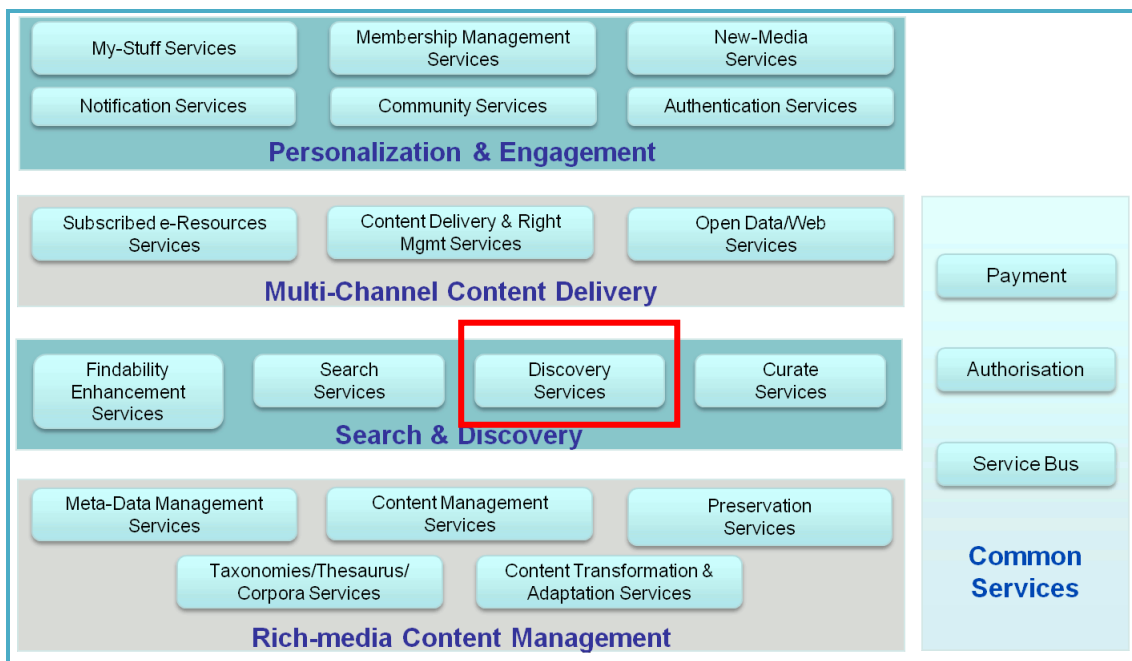 My-Stuff Services
Membership Management
Services
New-Media
Services
Notification Services
Community Services
Authentication Services
Personalization & Engagement
Subscribed e-Resources
Services
Content Delivery & Right
Mgmt Services
Open Data/Web
Services
Multi-Channel Content Delivery
Findability
Enhancement
Services
Search
Services
Discovery
Services
Curate
Services
Search & Discovery
Meta-Data Management
Services
Content Management
Services
Preservation
Services
Taxonomies/Thesaurus/
Corpora Services
Content Transformation &
Adaptation Services
Rich-media Content Management
Payment
Authorisation
Service Bus
Common
Services